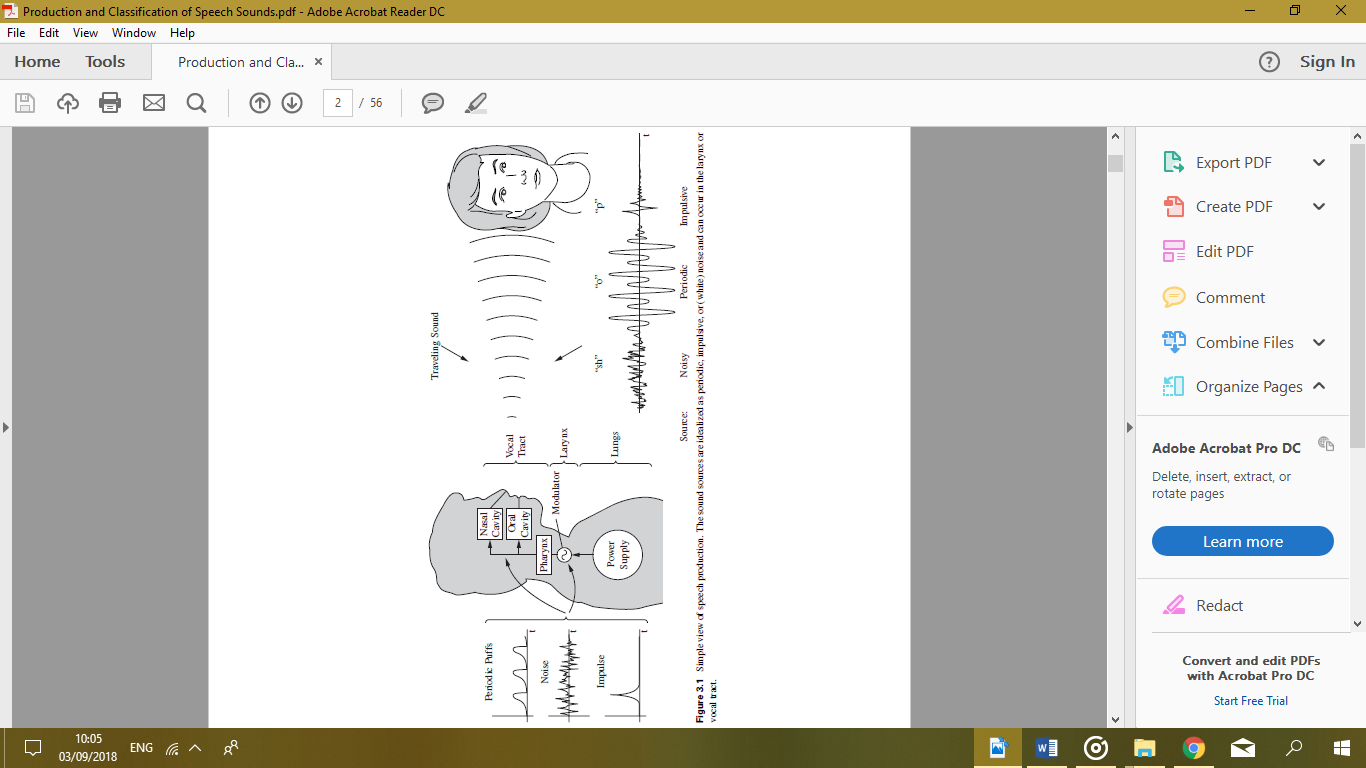 Production and Classification of Speech Sounds.pdf - Adobe Acrobat Reader DC
File Edit View Window Help
Home Tools Production and Cla... × Sign In
2 / 56
Traveling Sound
"sh" "o" "p"
t
Source: Noisy Periodic Impulsive
Vocal
Tract
Larynx
Lungs
Nasal
Cavity
Oral
Cavity
Pharynx
Modulator
Power
Supply
Periodic Puffs
t
Noise
t
Impulse
t
Figure 3.1 Simple view of speech production. The sound sources are idealized as periodic, impulsive, or (white) noise and can occur in the larynx or
vocal tract.
Export PDF
Create PDF
Edit PDF
Comment
Combine Files
Organize Pages
Adobe Acrobat Pro DC
Delete, insert, extract, or
rotate pages
Learn more
Redact
Convert and edit PDFs
with Acrobat Pro DC
Start Free Trial
10:05
03/09/2018
ENG